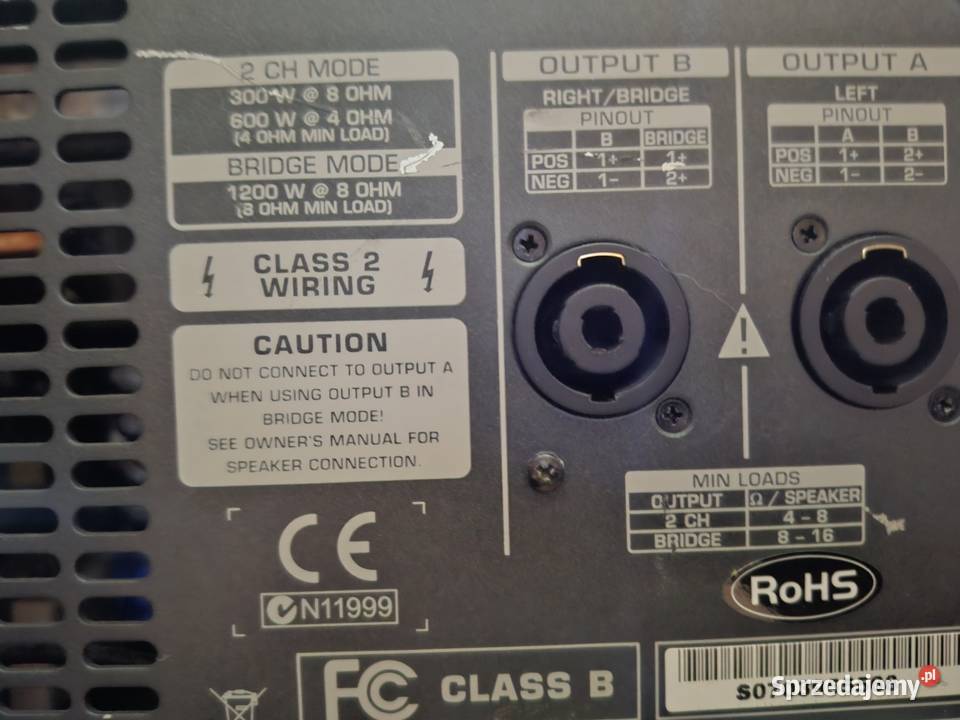 2 CH MODE
300 W @ 8 OHM
600 W @ 4 OHM
(4 OHM MIN LOAD)
BRIDGE MODE
1200 W @ 8 OHM
(8 OHM MIN LOAD)
CLASS 2
WIRING
CAUTION
DO NOT CONNECT TO OUTPUT A
WHEN USING OUTPUT B IN
BRIDGE MODE!
SEE OWNER'S MANUAL FOR
SPEAKER CONNECTION.
CE
N11999
FC CLASS B
OUTPUT B
RIGHT/BRIDGE
PINOUT
B BRIDGE
POS 1+ 1+
NEG 1- 2+
OUTPUT A
LEFT
PINOUT
A B
POS 1+ 2+
NEG 1- 2-
MIN LOADS
OUTPUT Ω / SPEAKER
2 CH 4 - 8
BRIDGE 8 - 16
RoHS
Sprzedajemy.pl